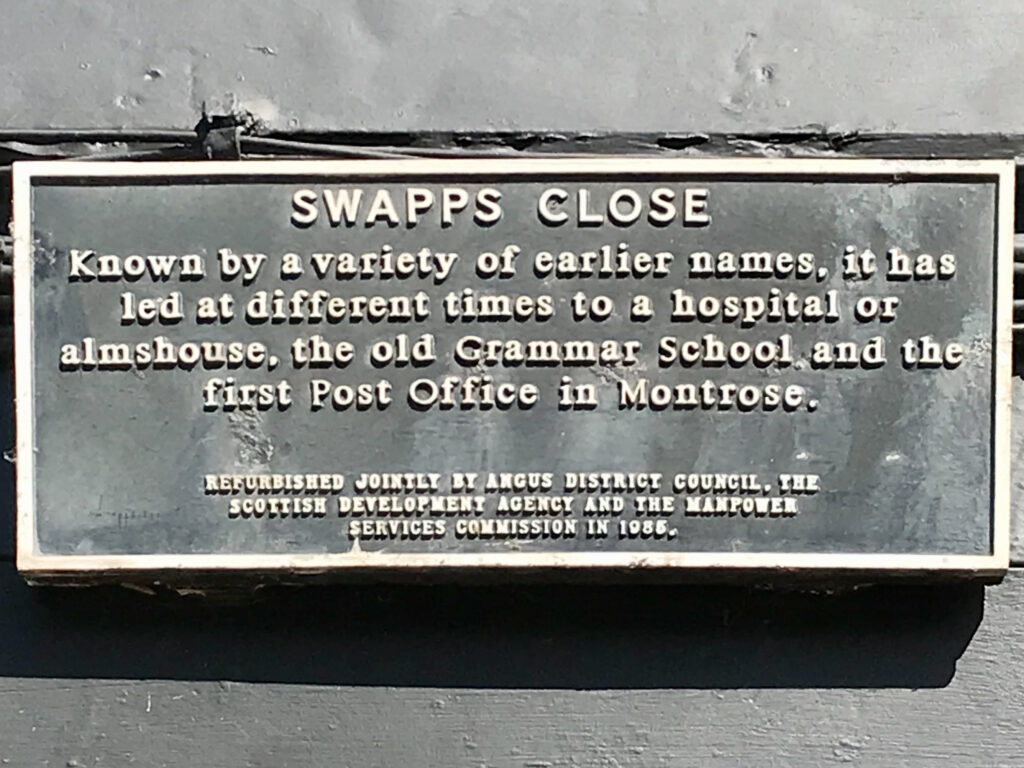 SWAPPS CLOSE
Known by a variety of earlier names, it has
led at different times to a hospital or
almshouse, the old Grammar School and the
first Post Office in Montrose.
REFURBISHED JOINTLY BY ANGUS DISTRICT COUNCIL, THE
SCOTTISH DEVELOPMENT AGENCY AND THE MANPOWER
SERVICES COMMISSION IN 1986.